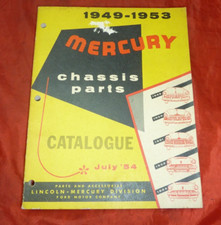 1949-1953
MERCURY
chassis
parts
CATALOGUE
July '54
PARTS AND ACCESSORIES
LINCOLN-MERCURY DIVISION
FORD MOTOR COMPANY